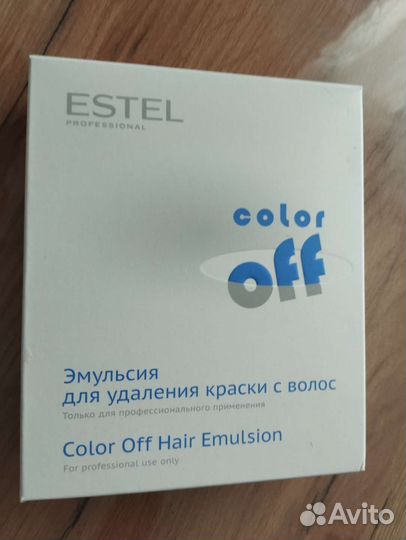 ESTEL
PROFESSIONAL
color
off
Эмульсия
для удаления краски с волос
Только для профессионального применения
Color Off Hair Emulsion
For professional use only
Avito